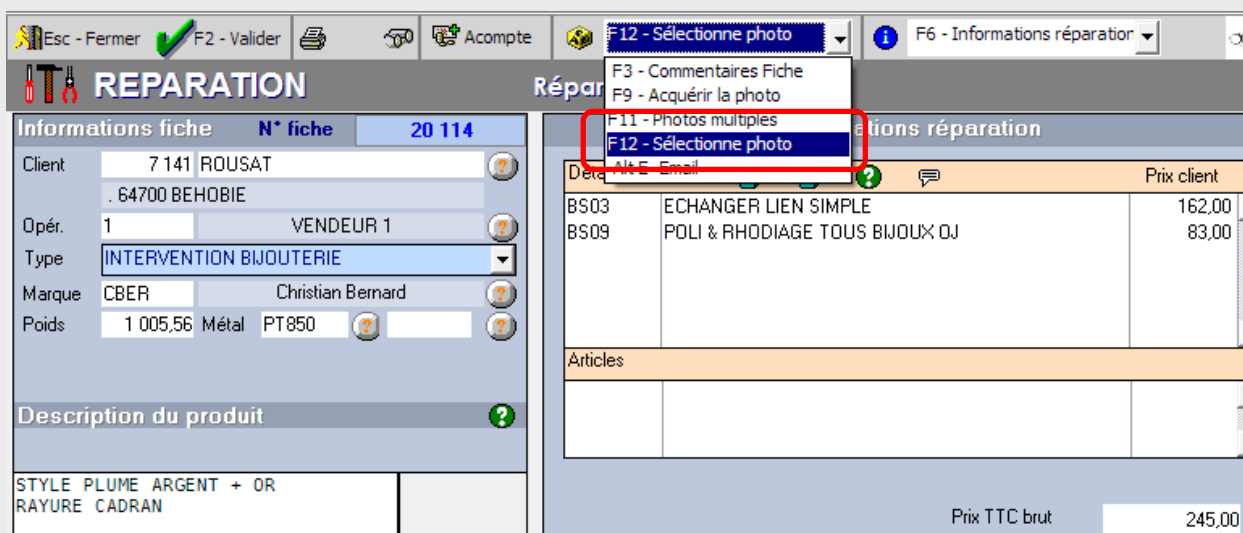 Esc - Fermer F2 - Valider Acompte F12 - Sélectionne photo F6 - Informations réparation
F3 - Commentaires Fiche
F9 - Acquérir la photo
F11 - Photos multiples
F12 - Sélectionne photo
Alt E- Email
REPARATION
Informations fiche N° fiche 20 114
Client 7 141 ROUSAT
. 64700 BEHOBIE
Opér. 1 VENDEUR 1
Type INTERVENTION BIJOUTERIE
Marque CBER Christian Bernard
Poids 1 005,56 Métal PT850
Description du produit
STYLE PLUME ARGENT + OR
RAYURE CADRAN
réparation
Prix client
BS03 ECHANGER LIEN SIMPLE 162,00
BS09 POLI & RHODIAGE TOUS BIJOUX OJ 83,00
Articles
Prix TTC brut 245,00